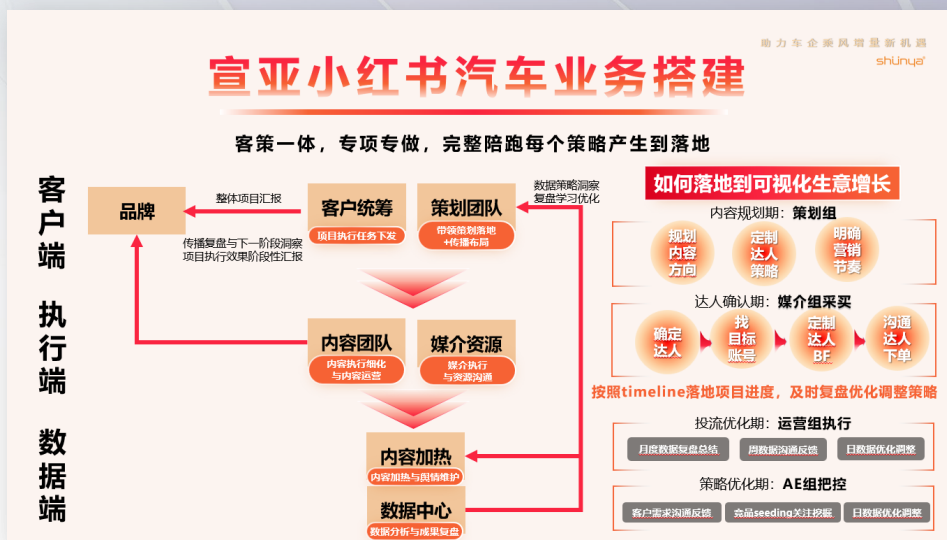 助力车企乘风增量新机遇
shünya
宣亚小红书汽车业务搭建
客策一体，专项专做，完整陪跑每个策略产生到落地
客户端
品牌
整体项目汇报
传播复盘与下一阶段洞察
项目执行效果阶段性汇报
客户统筹
项目执行任务下发
策划团队
带领策划落地
+传播布局
数据策略洞察
复盘学习优化
执行端
内容团队
内容执行细化
与内容运营
媒介资源
媒介执行
与资源沟通
数据端
内容加热
内容加热与舆情维护
数据中心
数据分析与成果复盘
如何落地到可视化生意增长
内容规划期：策划组
规划
内容
方向
定制
达人
策略
明确
营销
节奏
达人确认期：媒介组采买
确定
达人
找
目标
账号
定制
达人
BF
沟通
达人
下单
按照timeline落地项目进度，及时复盘优化调整策略
投流优化期：运营组执行
月度数据复盘总结
周数据沟通反馈
日数据优化调整
策略优化期：AE组把控
客户需求沟通反馈
竞品seeding关注挖掘
日数据优化调整